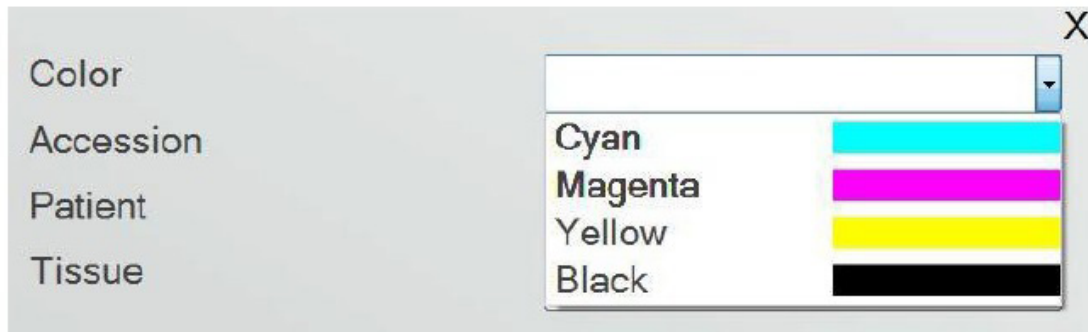 X
Color
Accession
Patient
Tissue
Cyan
Magenta
Yellow
Black